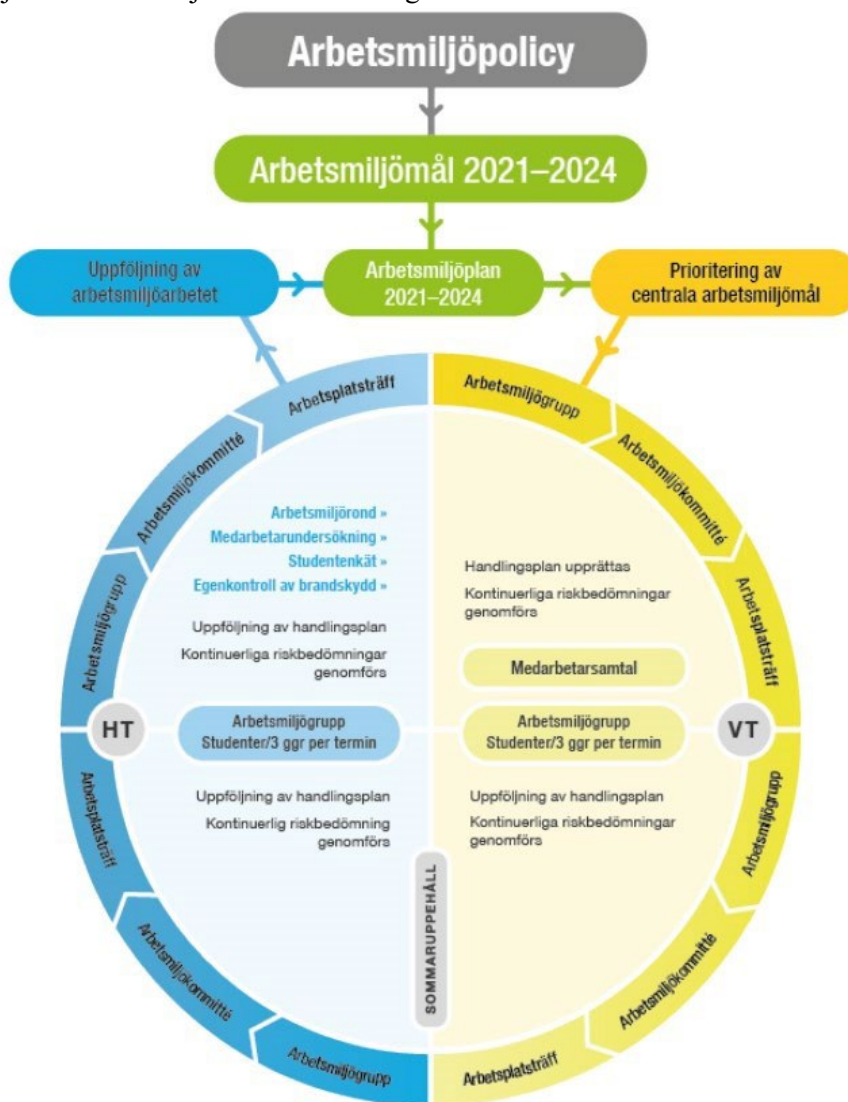 Arbetsmiljöpolicy
Arbetsmiljömål 2021–2024
Uppföljning av
arbetsmiljöarbetet
Arbetsmiljöplan
2021–2024
Prioritering av
centrala arbetsmiljömål
Arbetsplatsträff
Arbetsmiljögrupp
Arbetsmiljökommitté
Arbetsmiljökommitté
Arbetsmiljörond »
Medarbetarundersökning »
Studentenkät »
Egenkontroll av brandskydd »
Handlingsplan upprättas
Kontinuerliga riskbedömningar
genomförs
Arbetsmiljögrupp
Arbetsplatsträff
Uppföljning av handlingsplan
Kontinuerliga riskbedömningar
genomförs
Medarbetarsamtal
HT
Arbetsmiljögrupp
Studenter/3 ggr per termin
Arbetsmiljögrupp
Studenter/3 ggr per termin
VT
Arbetsplatsträff
Arbetsmiljögrupp
Uppföljning av handlingsplan
Kontinuerlig riskbedömning
genomförs
Uppföljning av handlingsplan
Kontinuerliga riskbedömningar
genomförs
SOMMARUPPEHÅLL
Arbetsmiljökommitté
Arbetsmiljökommitté
Arbetsmiljögrupp
Arbetsplatsträff